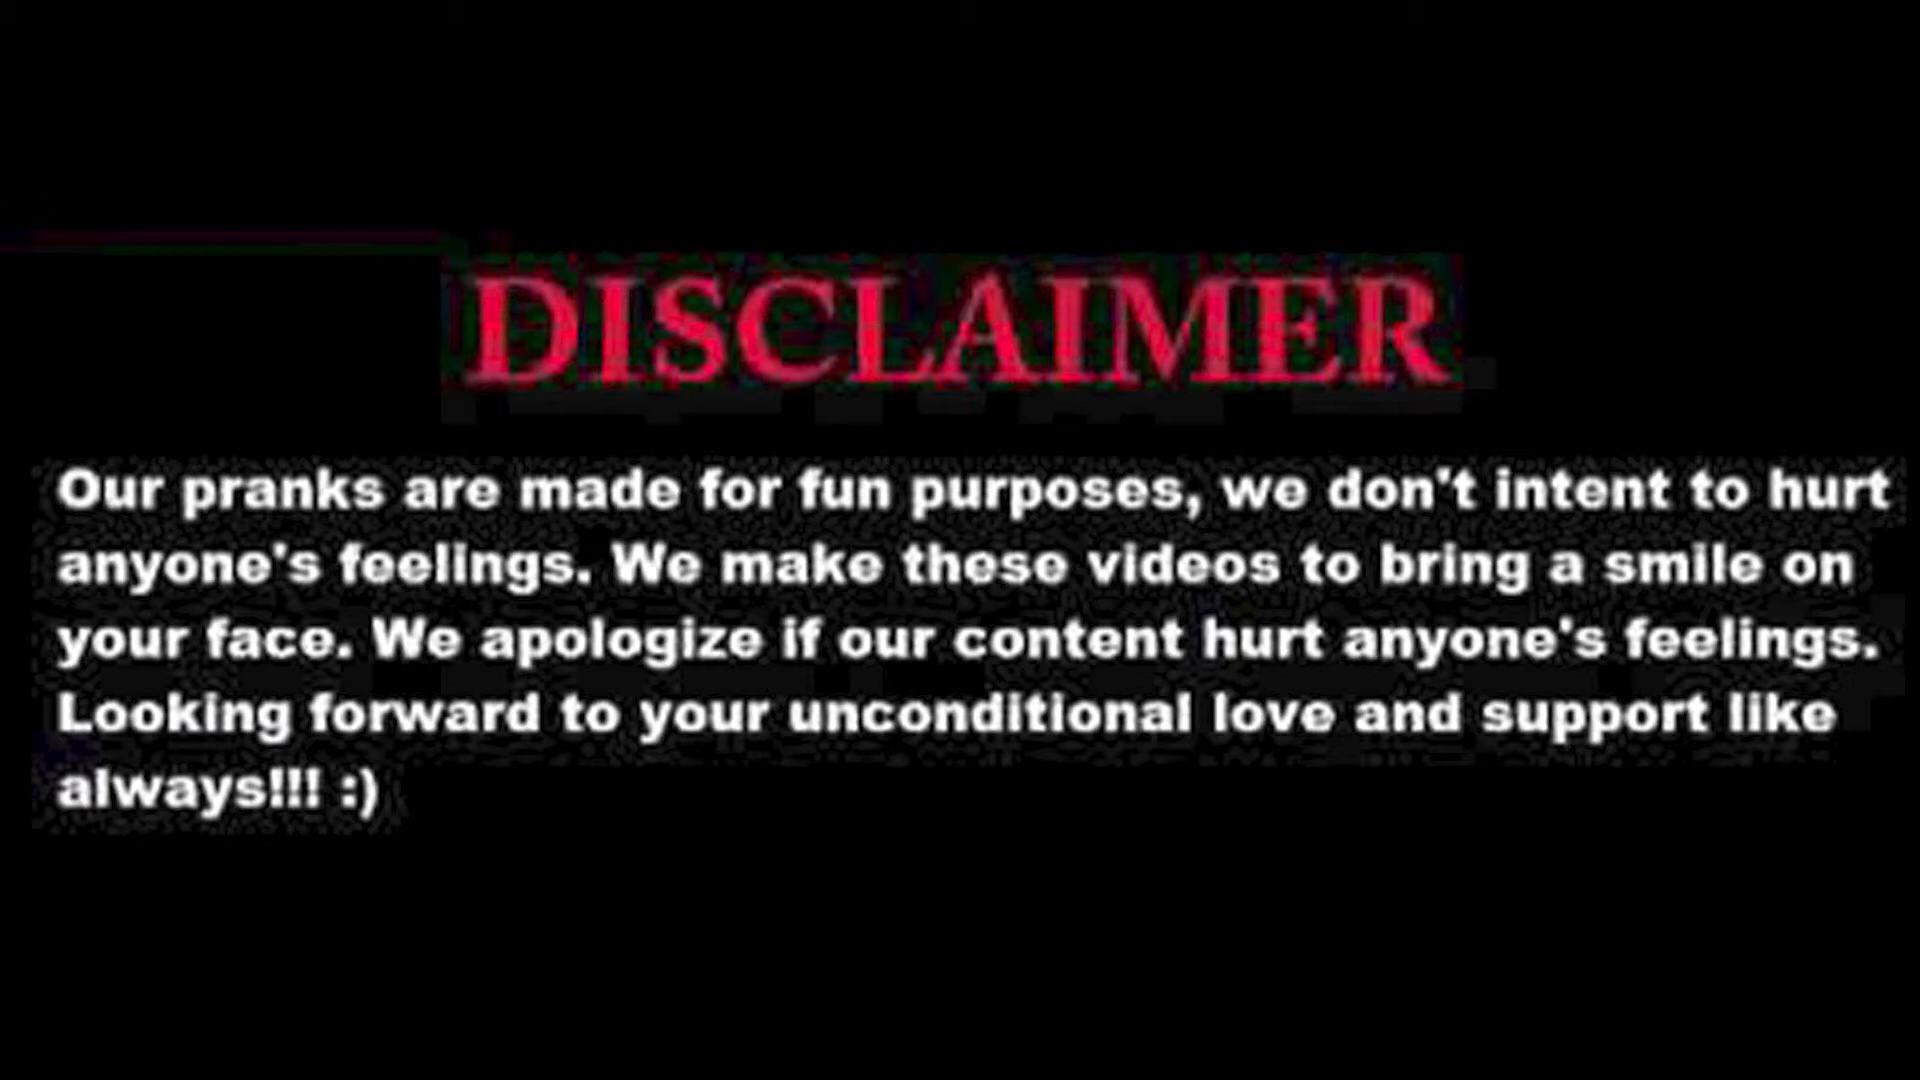 DISCLAIMER
Our pranks are made for fun purposes, we don't intent to hurt
anyone's feelings. We make these videos to bring a smile on
your face. We apologize if our content hurt anyone's feelings.
Looking forward to your unconditional love and support like
always!!! :)